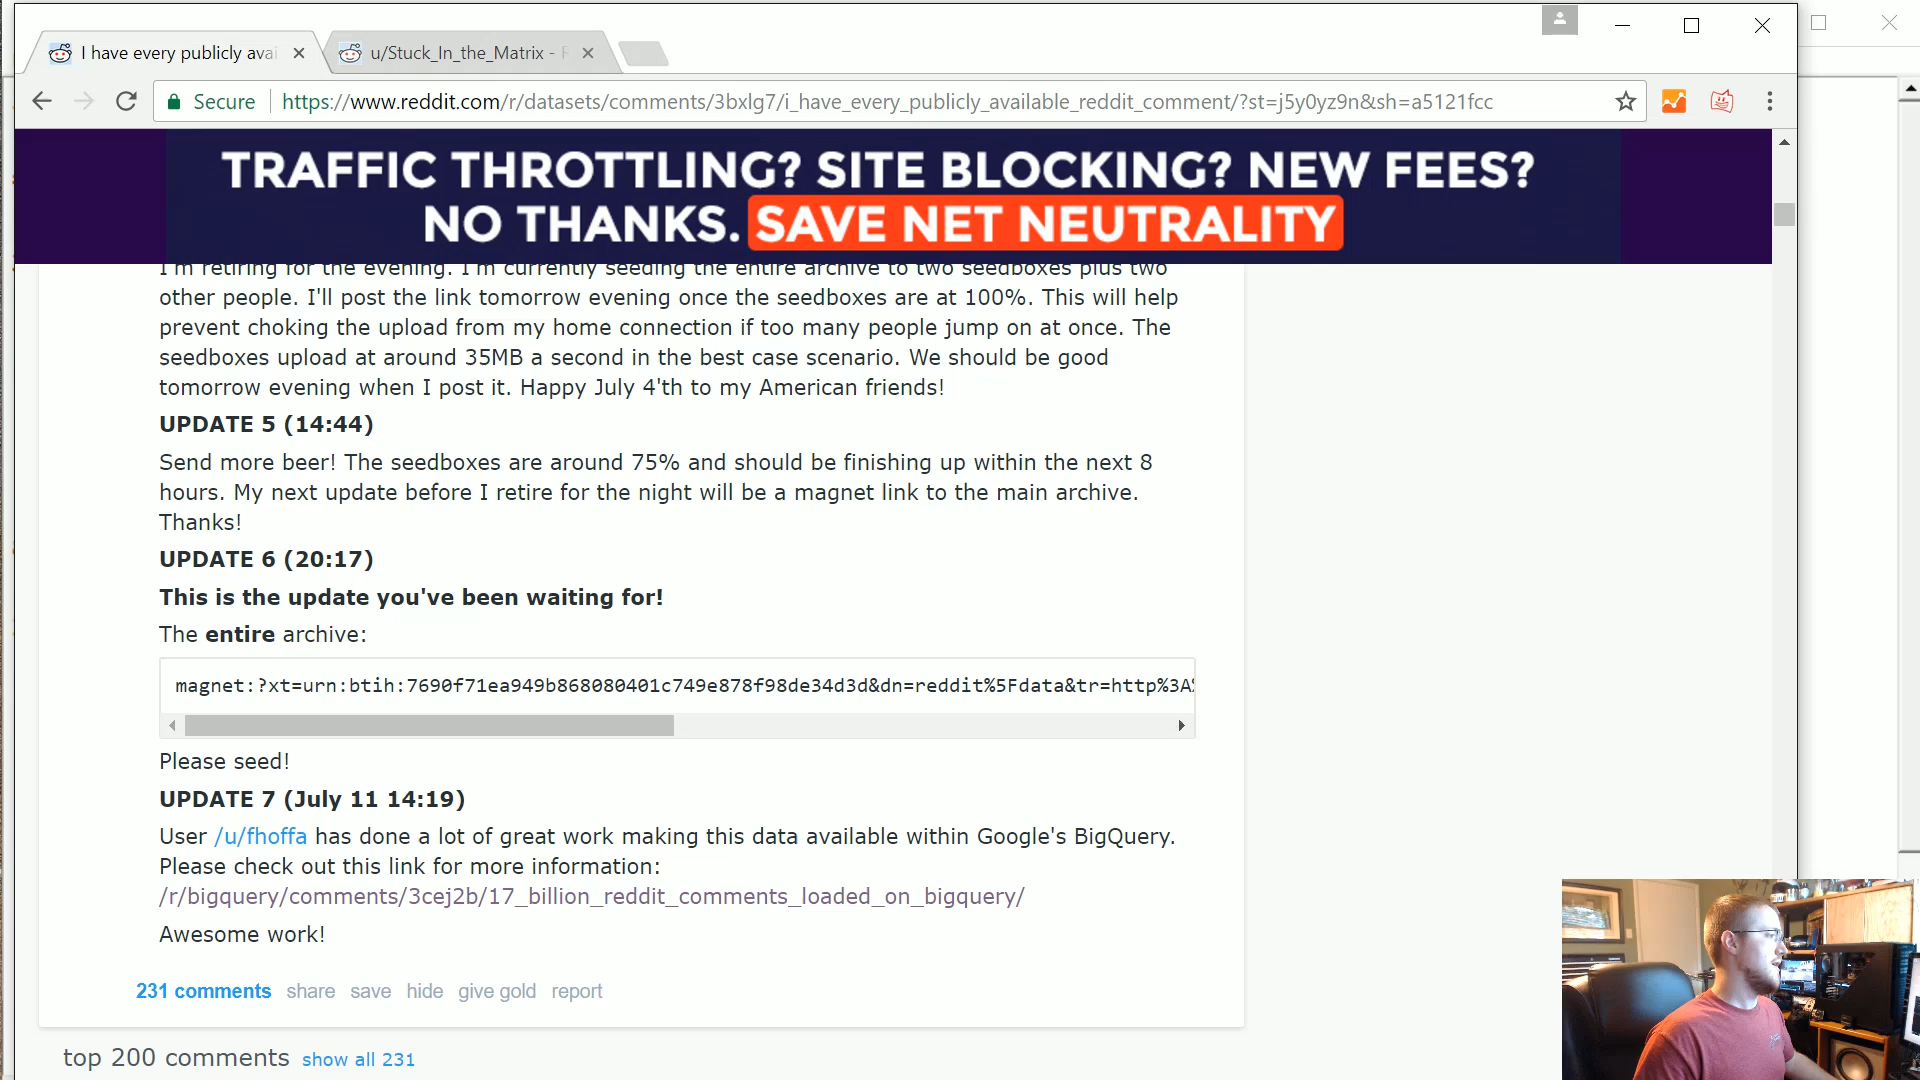 I have every publicly avai
u/Stuck_In_the_Matrix - R
Secure
https://www.reddit.com/r/datasets/comments/3bxlg7/i_have_every_publicly_available_reddit_comment/?st=j5y0yz9n&sh=a5121fcc
TRAFFIC THROTTLING? SITE BLOCKING? NEW FEES?
NO THANKS. SAVE NET NEUTRALITY
I'm retiring for the evening. I'm currently seeding the entire archive to two seedboxes plus two
other people. I'll post the link tomorrow evening once the seedboxes are at 100%. This will help
prevent choking the upload from my home connection if too many people jump on at once. The
seedboxes upload at around 35MB a second in the best case scenario. We should be good
tomorrow evening when I post it. Happy July 4'th to my American friends!
UPDATE 5 (14:44)
Send more beer! The seedboxes are around 75% and should be finishing up within the next 8
hours. My next update before I retire for the night will be a magnet link to the main archive.
Thanks!
UPDATE 6 (20:17)
This is the update you've been waiting for!
The entire archive:
magnet:?xt=urn:btih:7690f71ea949b868080401c749e878f98de34d3d&dn=reddit%5Fdata&tr=http%3A%
Please seed!
UPDATE 7 (July 11 14:19)
User /u/fhoffa has done a lot of great work making this data available within Google's BigQuery.
Please check out this link for more information:
/r/bigquery/comments/3cej2b/17_billion_reddit_comments_loaded_on_bigquery/
Awesome work!
231 comments share save hide give gold report
top 200 comments show all 231